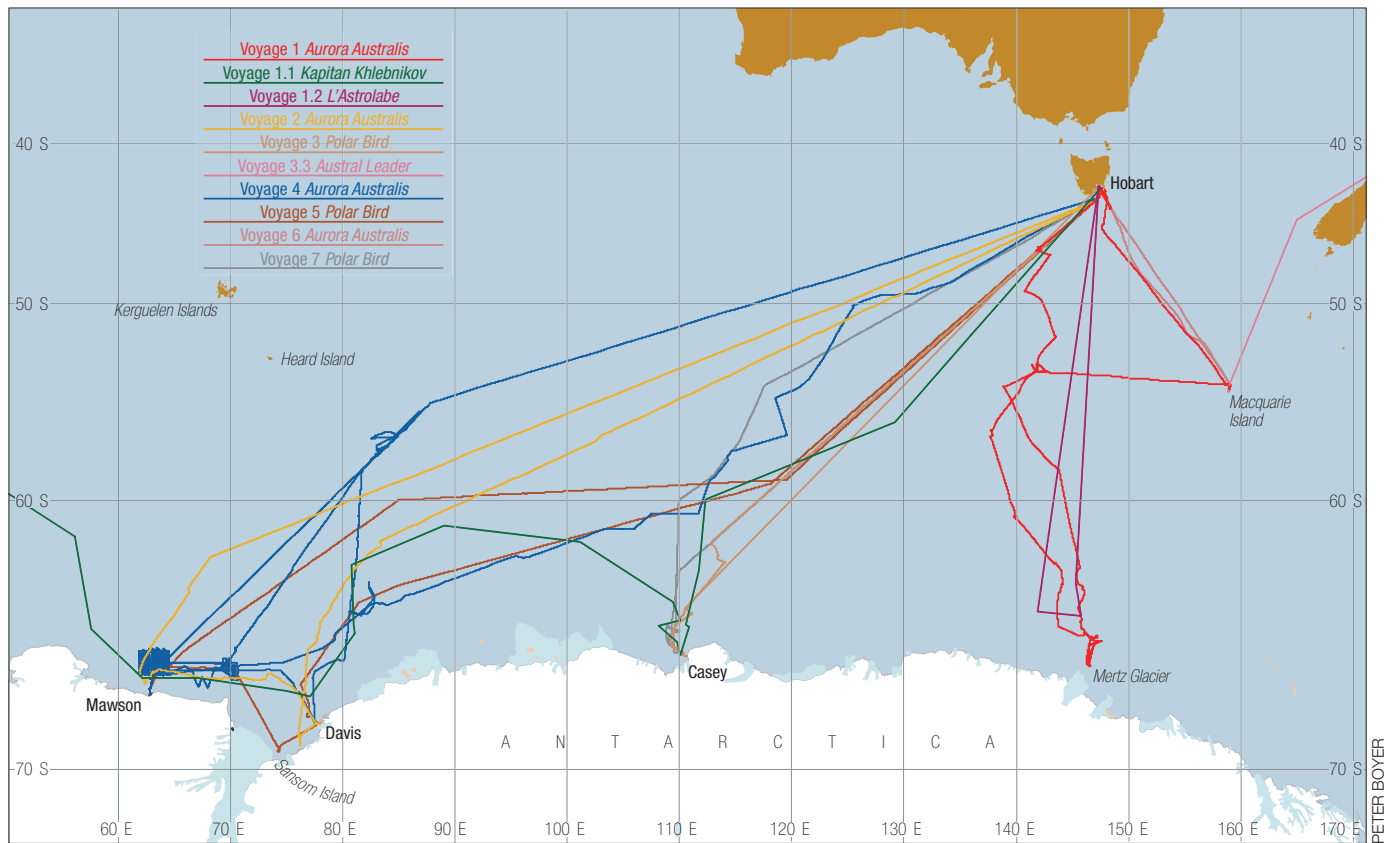 Voyage 1 Aurora Australis
Voyage 1.1 Kapitan Khlebnikov
Voyage 1.2 L'Astrolabe
Voyage 2 Aurora Australis
Voyage 3 Polar Bird
Voyage 3.3 Austral Leader
Voyage 4 Aurora Australis
Voyage 5 Polar Bird
Voyage 6 Aurora Australis
Voyage 7 Polar Bird
40 S
40 S
Hobart
50 S
50 S
Kerguelen Islands
Heard Island
Macquarie
Island
60 S
60 S
Mawson
Davis
Casey
Mertz Glacier
A N T A R C T I C A
Sansom Island
70 S
70 S
60 E
70 E
80 E
90 E
100 E
110 E
120 E
130 E
140 E
150 E
160 E
170 E
PETER BOYER